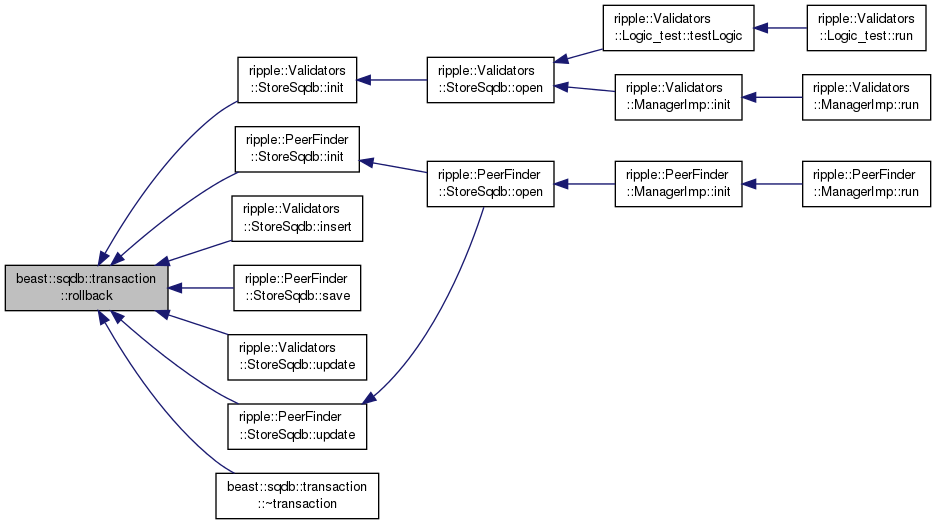 ripple::Validators
::Logic_test::testLogic
ripple::Validators
::Logic_test::run
ripple::Validators
::StoreSqdb::init
ripple::Validators
::StoreSqdb::open
ripple::Validators
::ManagerImp::init
ripple::Validators
::ManagerImp::run
ripple::PeerFinder
::StoreSqdb::init
ripple::PeerFinder
::StoreSqdb::open
ripple::PeerFinder
::ManagerImp::init
ripple::PeerFinder
::ManagerImp::run
ripple::Validators
::StoreSqdb::insert
beast::sqdb::transaction
::rollback
ripple::PeerFinder
::StoreSqdb::save
ripple::Validators
::StoreSqdb::update
ripple::PeerFinder
::StoreSqdb::update
beast::sqdb::transaction
::~transaction